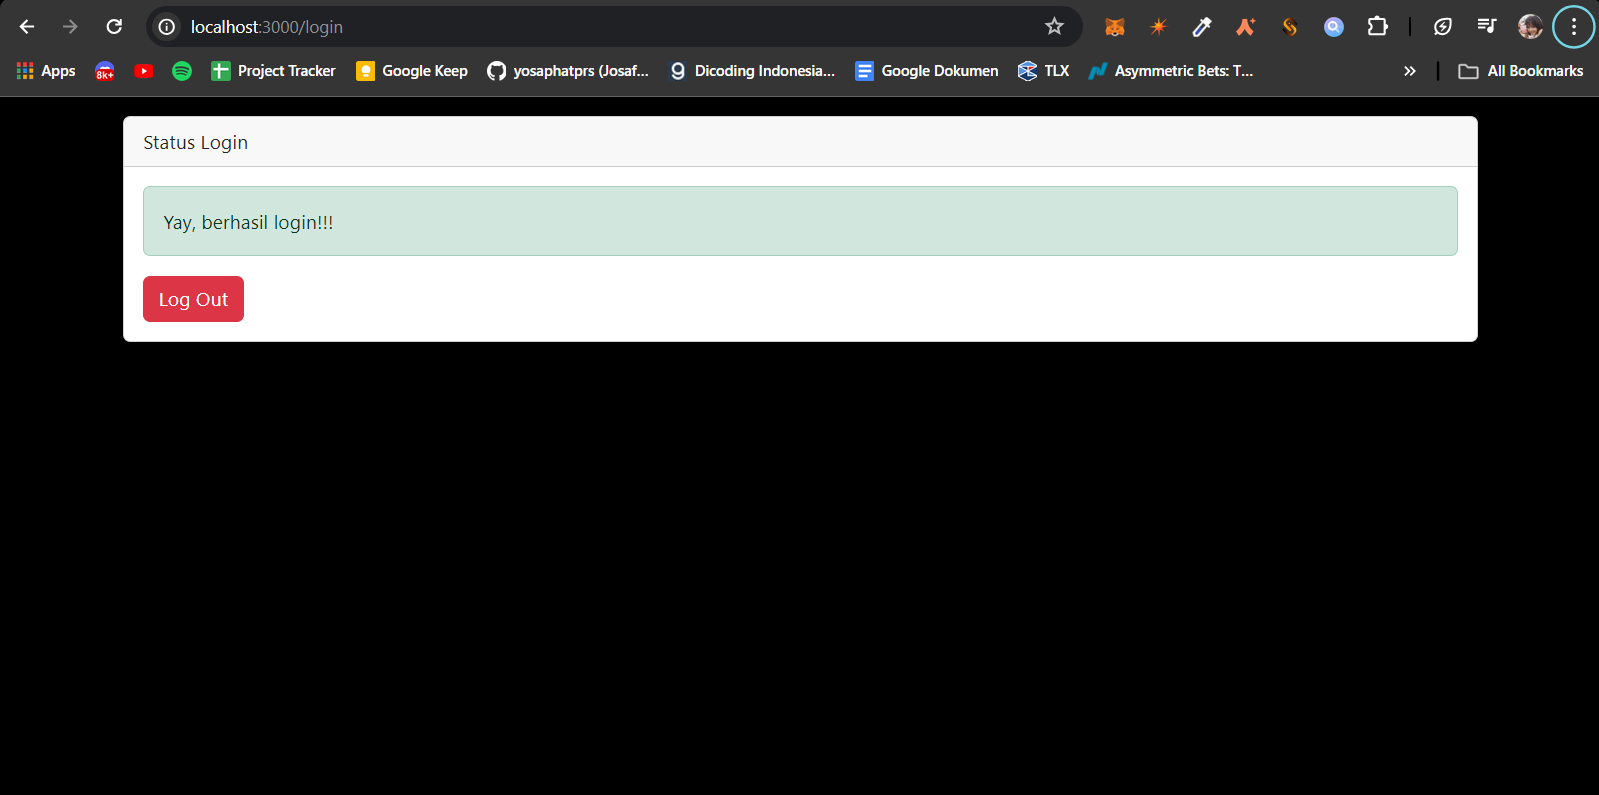 localhost:3000/login
Apps
8k+
Project Tracker
Google Keep
yosaphatprs (Josaf...
Dicoding Indonesia...
Google Dokumen
TLX
Asymmetric Bets: T...
All Bookmarks
Status Login
Yay, berhasil login!!!
Log Out